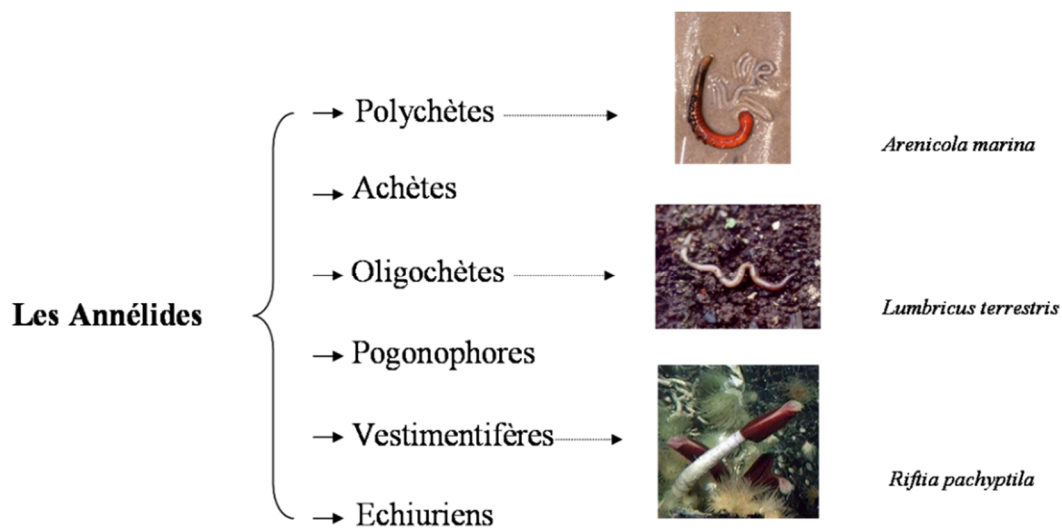 Polychètes
Arenicola marina
Achètes
Oligochètes
Les Annélides
Lumbricus terrestris
Pogonophores
Vestimentifères
Riftia pachyptila
Echiuriens